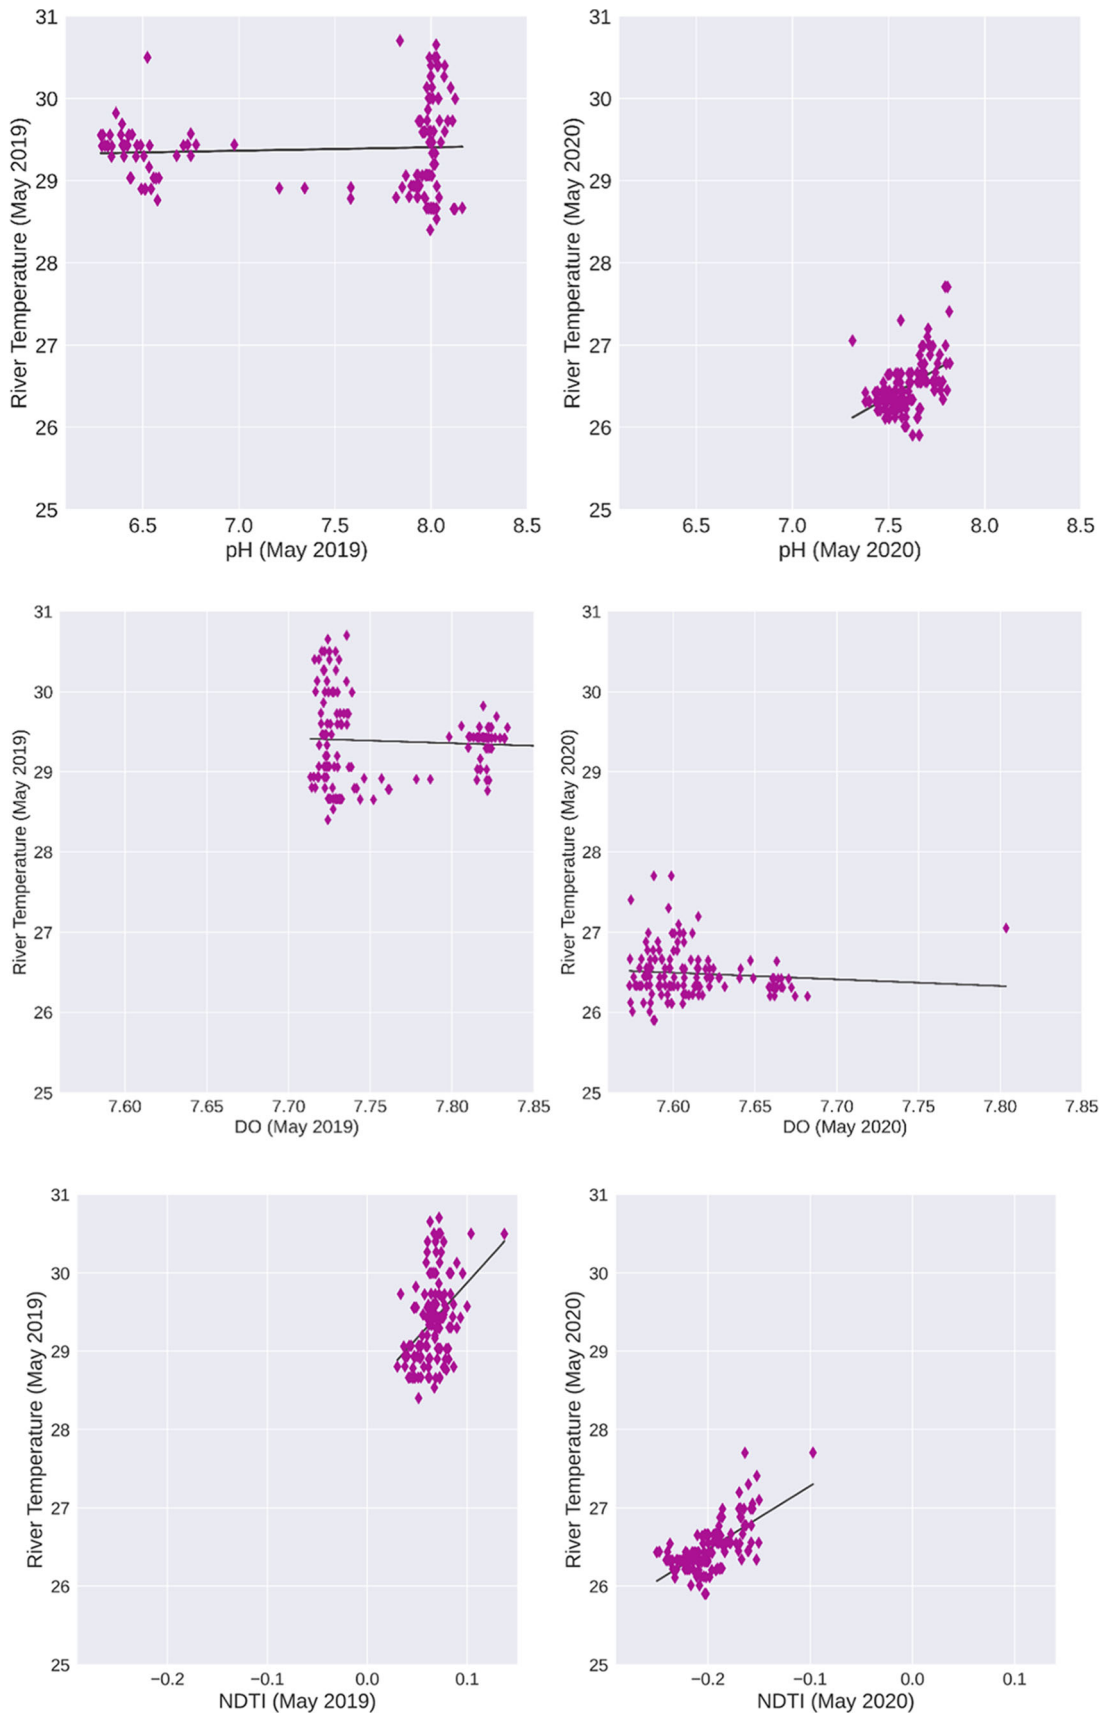 31
30
29
28
27
26
25
River Temperature (May 2019)
6.5 7.0 7.5 8.0 8.5
pH (May 2019)
31
30
29
28
27
26
25
River Temperature (May 2020)
6.5 7.0 7.5 8.0 8.5
pH (May 2020)
31
30
29
28
27
26
25
River Temperature (May 2019)
7.60 7.65 7.70 7.75 7.80 7.85
DO (May 2019)
31
30
29
28
27
26
25
River Temperature (May 2020)
7.60 7.65 7.70 7.75 7.80 7.85
DO (May 2020)
31
30
29
28
27
26
25
River Temperature (May 2019)
−0.2 −0.1 0.0 0.1
NDTI (May 2019)
31
30
29
28
27
26
25
River Temperature (May 2020)
−0.2 −0.1 0.0 0.1
NDTI (May 2020)